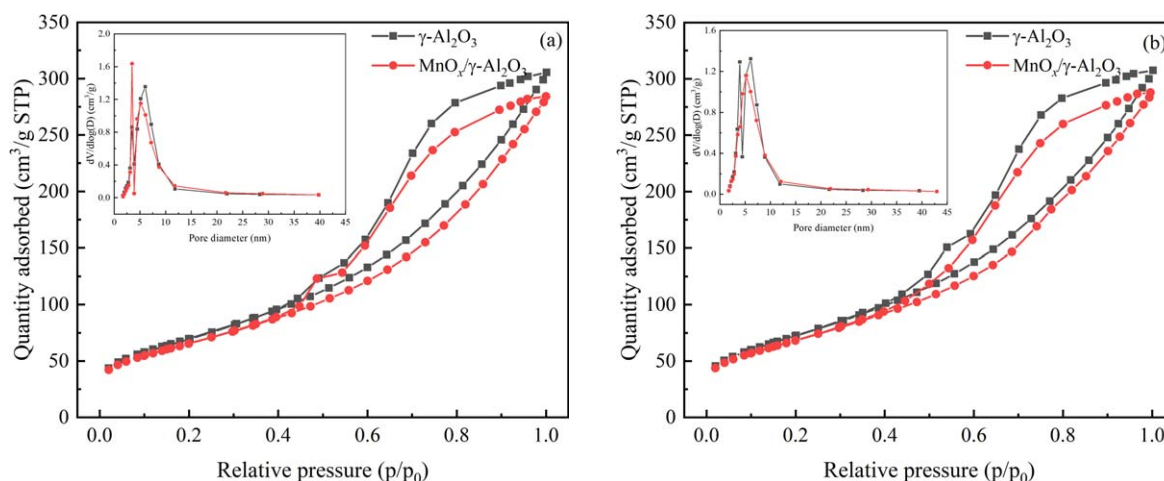 350
300
250
200
150
100
50
0
0.0 0.2 0.4 0.6 0.8 1.0
Quantity adsorbed (cm³/g STP)
Relative pressure (p/p₀)
γ-Al₂O₃
MnOₓ/γ-Al₂O₃
(a)
2.0
1.6
1.2
0.8
0.4
0.0
0 5 10 15 20 25 30 35 40 45
dV/dlog(D) (cm³/g)
Pore diameter (nm)
350
300
250
200
150
100
50
0
0.0 0.2 0.4 0.6 0.8 1.0
Quantity adsorbed (cm³/g STP)
Relative pressure (p/p₀)
γ-Al₂O₃
MnOₓ/γ-Al₂O₃
(b)
1.6
1.2
0.8
0.4
0.0
0 5 10 15 20 25 30 35 40 45
dV/dlog(D) (cm³/g)
Pore diameter (nm)